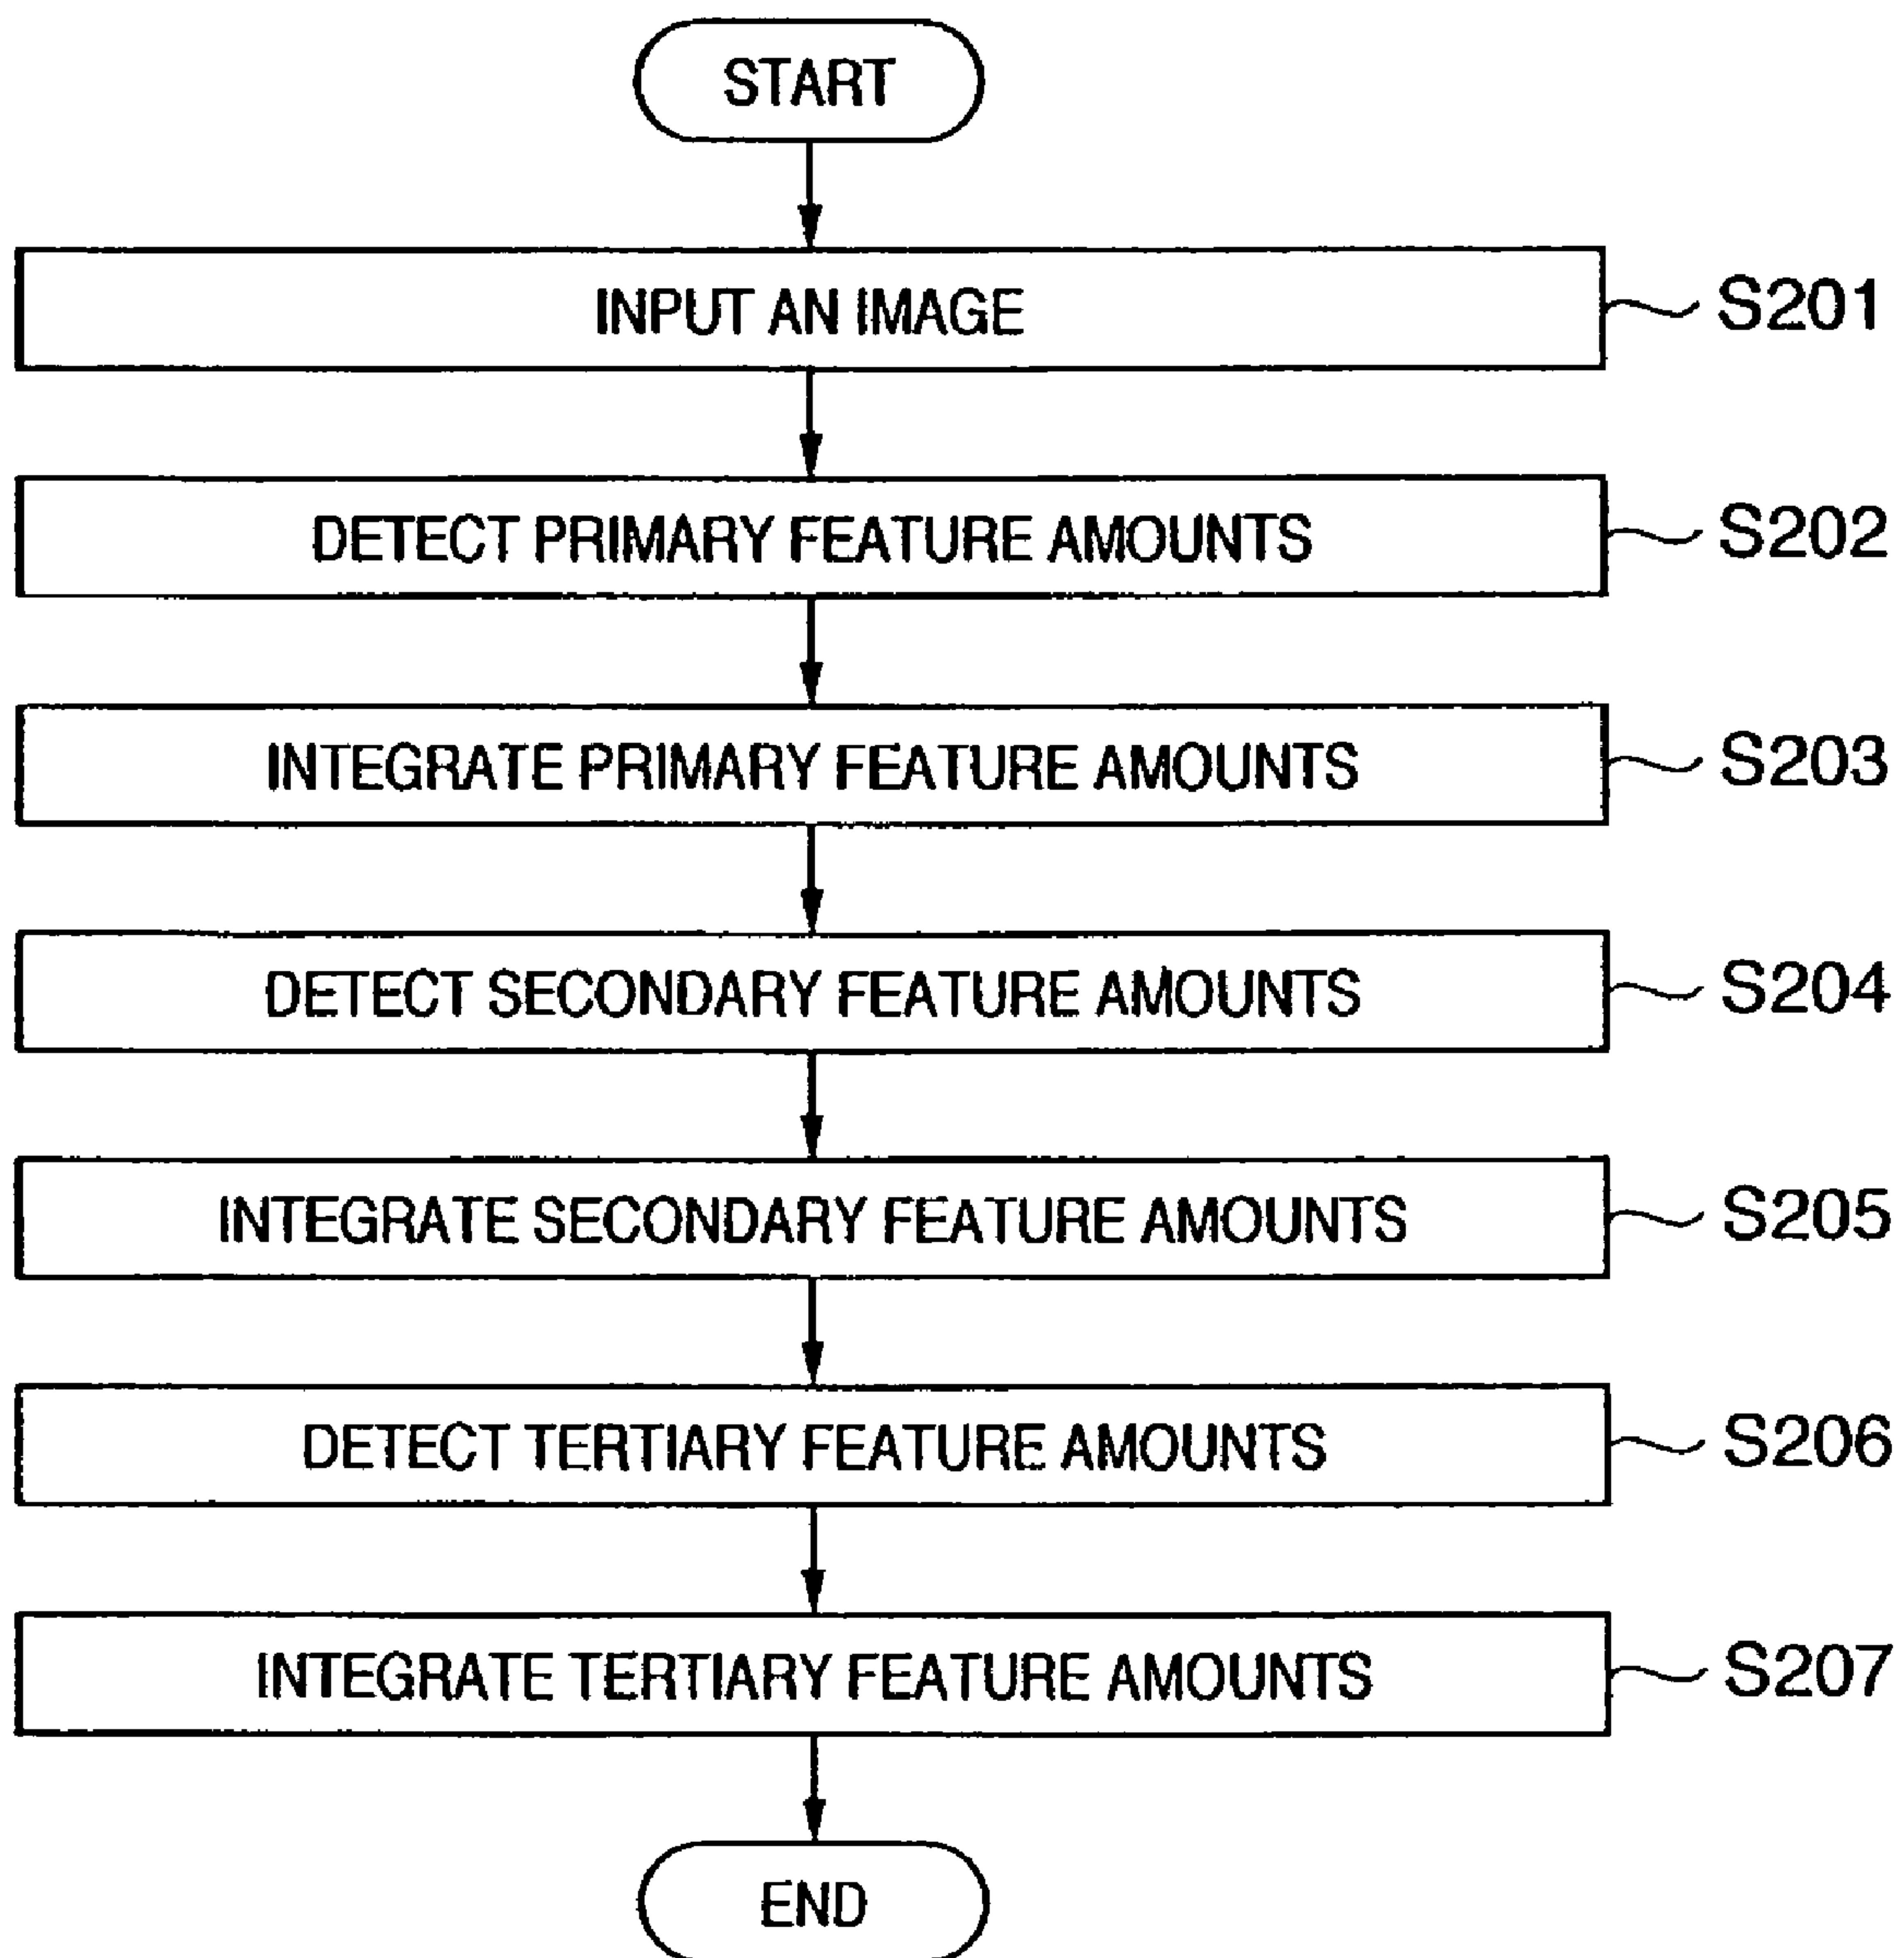 START
INPUT AN IMAGE
S201
DETECT PRIMARY FEATURE AMOUNTS
S202
INTEGRATE PRIMARY FEATURE AMOUNTS
S203
DETECT SECONDARY FEATURE AMOUNTS
S204
INTEGRATE SECONDARY FEATURE AMOUNTS
S205
DETECT TERTIARY FEATURE AMOUNTS
S206
INTEGRATE TERTIARY FEATURE AMOUNTS
S207
END